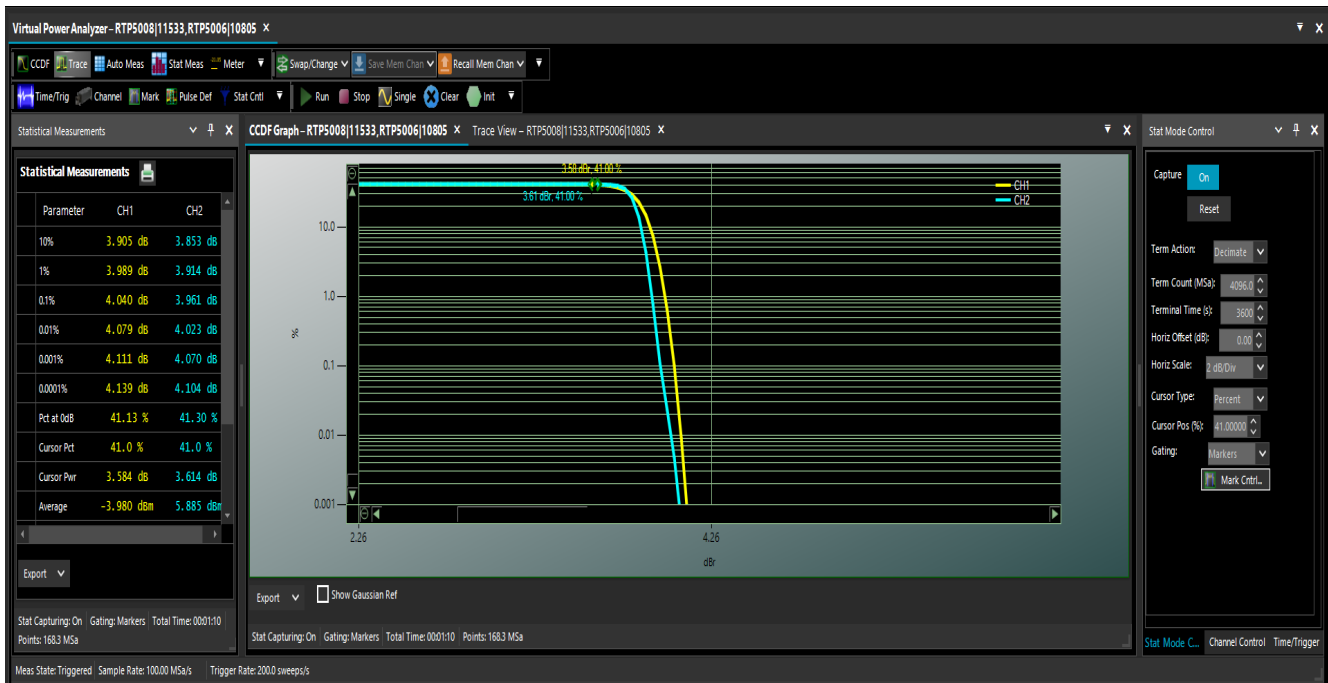 Virtual Power Analyzer – RTP5008|11533,RTP5006|10805 ×
CCDF Trace Auto Meas Stat Meas Meter Swap/Change Save Mem Chan Recall Mem Chan
Time/Trig Channel Mark Pulse Def Stat Cntl Run Stop Single Clear Init
Statistical Measurements
Statistical Measurements
Parameter CH1 CH2
10% 3.905 dB 3.853 dB
1% 3.989 dB 3.914 dB
0.1% 4.040 dB 3.961 dB
0.01% 4.079 dB 4.023 dB
0.001% 4.111 dB 4.070 dB
0.0001% 4.139 dB 4.104 dB
Pct at 0dB 41.13 % 41.30 %
Cursor Pct 41.0 % 41.0 %
Cursor Pwr 3.584 dB 3.614 dB
Average -3.980 dBm 5.885 dBm
Export
Stat Capturing: On Gating: Markers Total Time: 00:01:10
Points: 168.3 MSa
CCDF Graph – RTP5008|11533,RTP5006|10805 × Trace View – RTP5008|11533,RTP5006|10805 ×
3.58 dBr, 41.00 %
3.61 dBr, 41.00 %
CH1
CH2
10.0
1.0
%
0.1
0.01
0.001
2.26 4.26
dBr
Export Show Gaussian Ref
Stat Capturing: On Gating: Markers Total Time: 00:01:10 Points: 168.3 MSa
Stat Mode Control
Capture On
Reset
Term Action: Decimate
Term Count (MSa): 4096.0
Terminal Time (s): 3600
Horiz Offset (dB): 0.00
Horiz Scale: 2 dB/Div
Cursor Type: Percent
Cursor Pos (%): 41.00000
Gating: Markers
Mark Cntrl...
Stat Mode C... Channel Control Time/Trigger
Meas State: Triggered Sample Rate: 100.00 MSa/s Trigger Rate: 200.0 sweeps/s